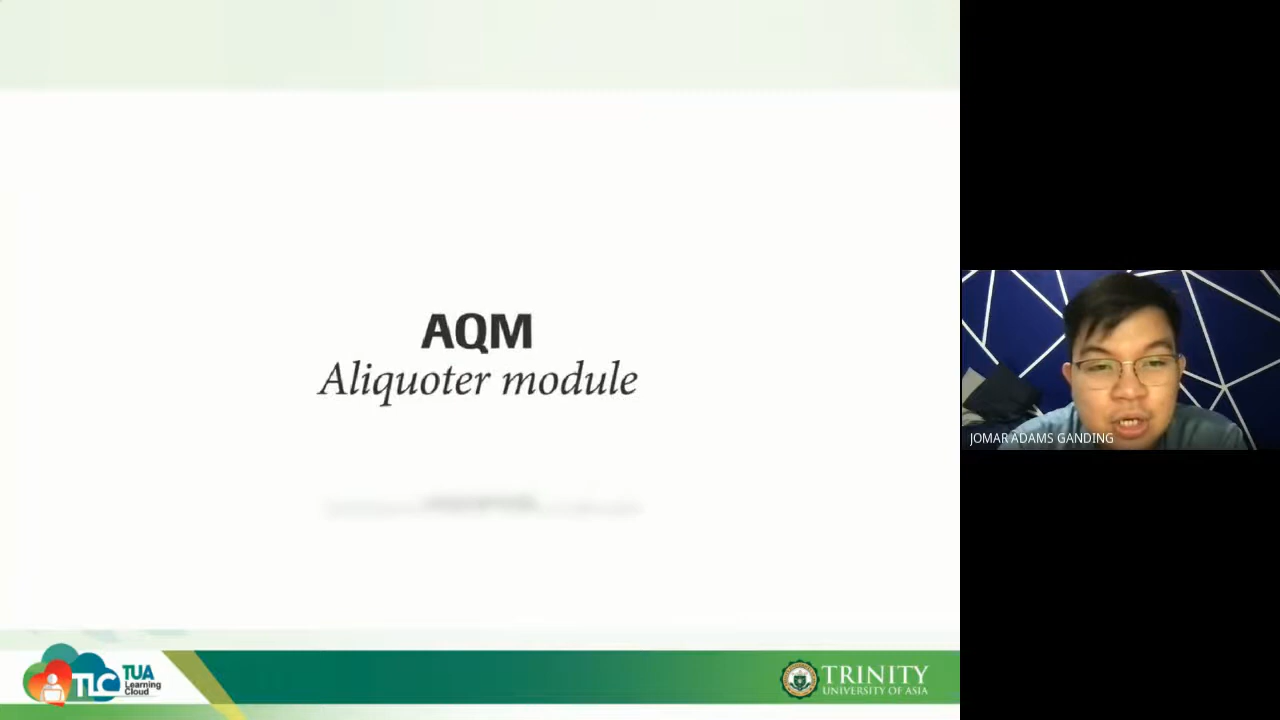 AQM
Aliquoter module
JOMAR ADAMS GANDING
TLC
TUA
Learning
Cloud
TRINITY
UNIVERSITY OF ASIA